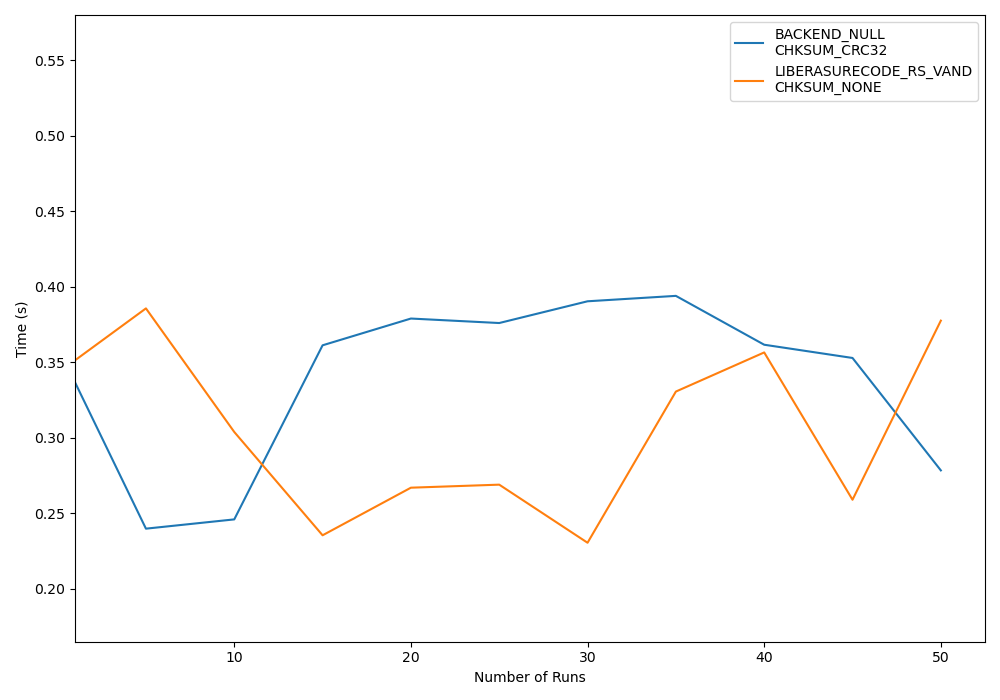 BACKEND_NULL
CHKSUM_CRC32
LIBERASURECODE_RS_VAND
CHKSUM_NONE
0.55
0.50
0.45
0.40
0.35
0.30
0.25
0.20
Time (s)
10 20 30 40 50
Number of Runs